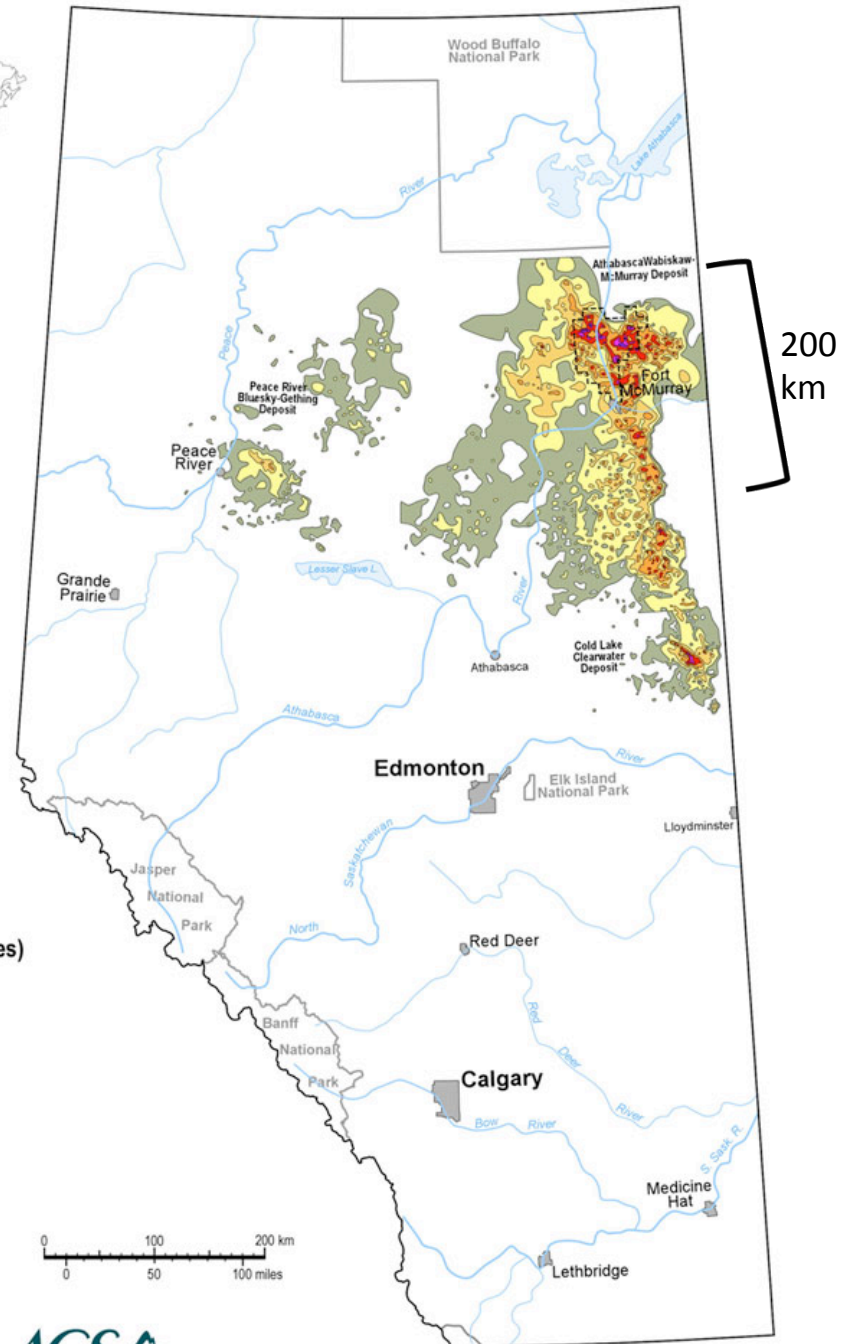 Wood Buffalo
National Park
Lake Athabasca
River
AthabascaWabiskaw-
McMurray Deposit
200
km
Peace
Fort
McMurray
Peace River
Bluesky-Gething
Deposit
Peace
River
Lesser Slave L.
Grande
Prairie
River
Cold Lake
Clearwater
Deposit
Athabasca
Athabasca
Edmonton
River
Elk Island
National Park
Lloydminster
Saskatchewan
Jasper
National
Park
North
es)
Red Deer
Red
Deer
River
Banff
National
Park
Calgary
Bow River
S. Sask. R.
Medicine
Hat
0 100 200 km
0 50 100 miles
Lethbridge
AGS